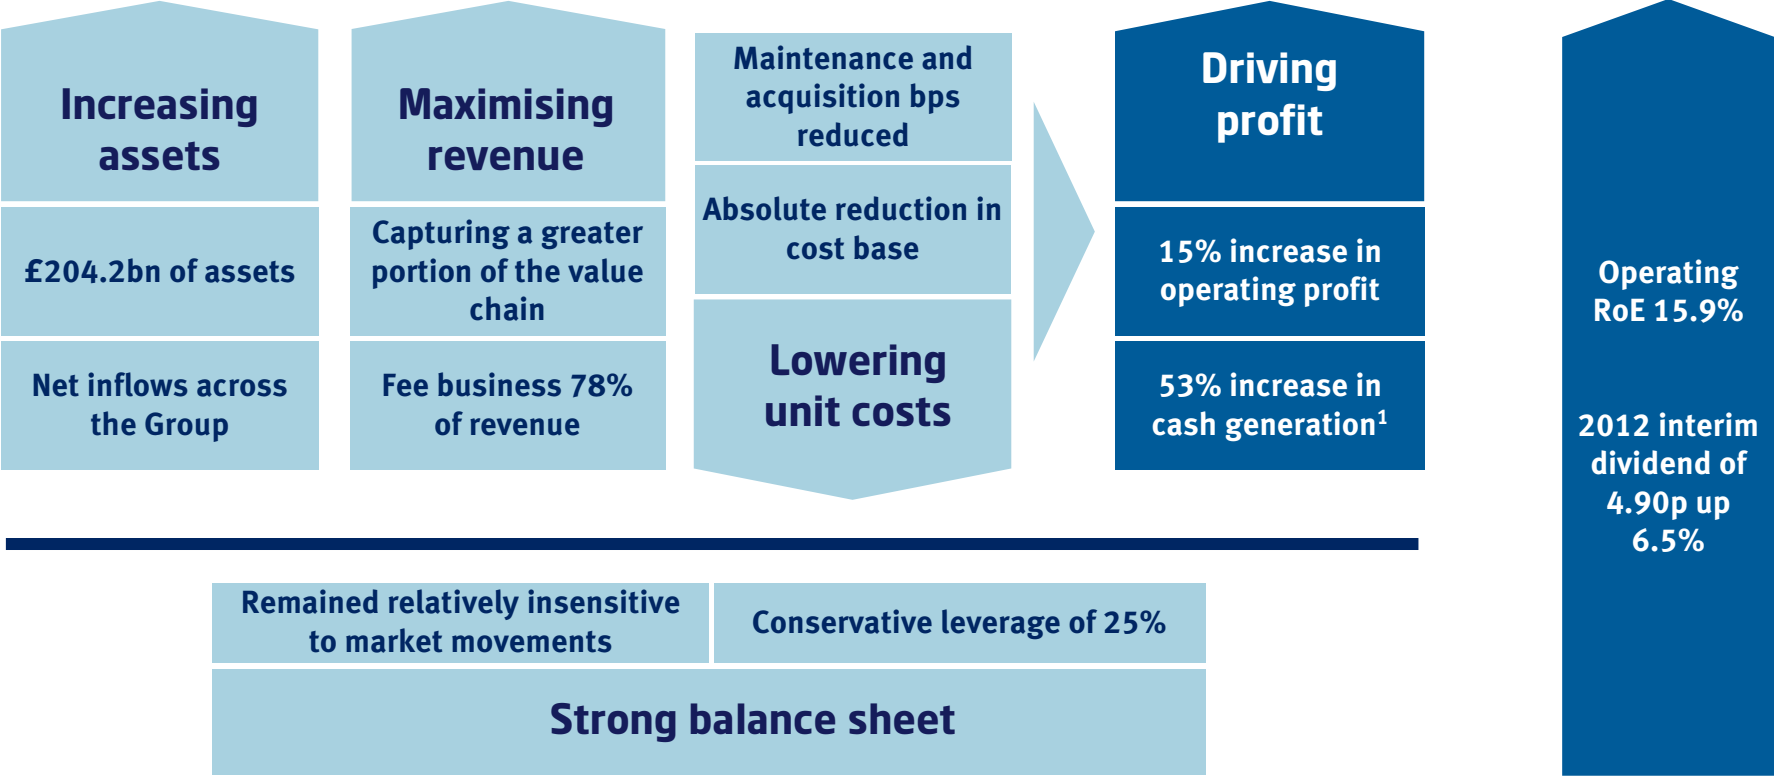 Increasing
assets
£204.2bn of assets
Net inflows across
the Group
Maximising
revenue
Capturing a greater
portion of the value
chain
Fee business 78%
of revenue
Maintenance and
acquisition bps
reduced
Absolute reduction in
cost base
Lowering
unit costs
Driving
profit
15% increase in
operating profit
53% increase in
cash generation¹
Operating
RoE 15.9%
2012 interim
dividend of
4.90p up
6.5%
Remained relatively insensitive
to market movements
Conservative leverage of 25%
Strong balance sheet